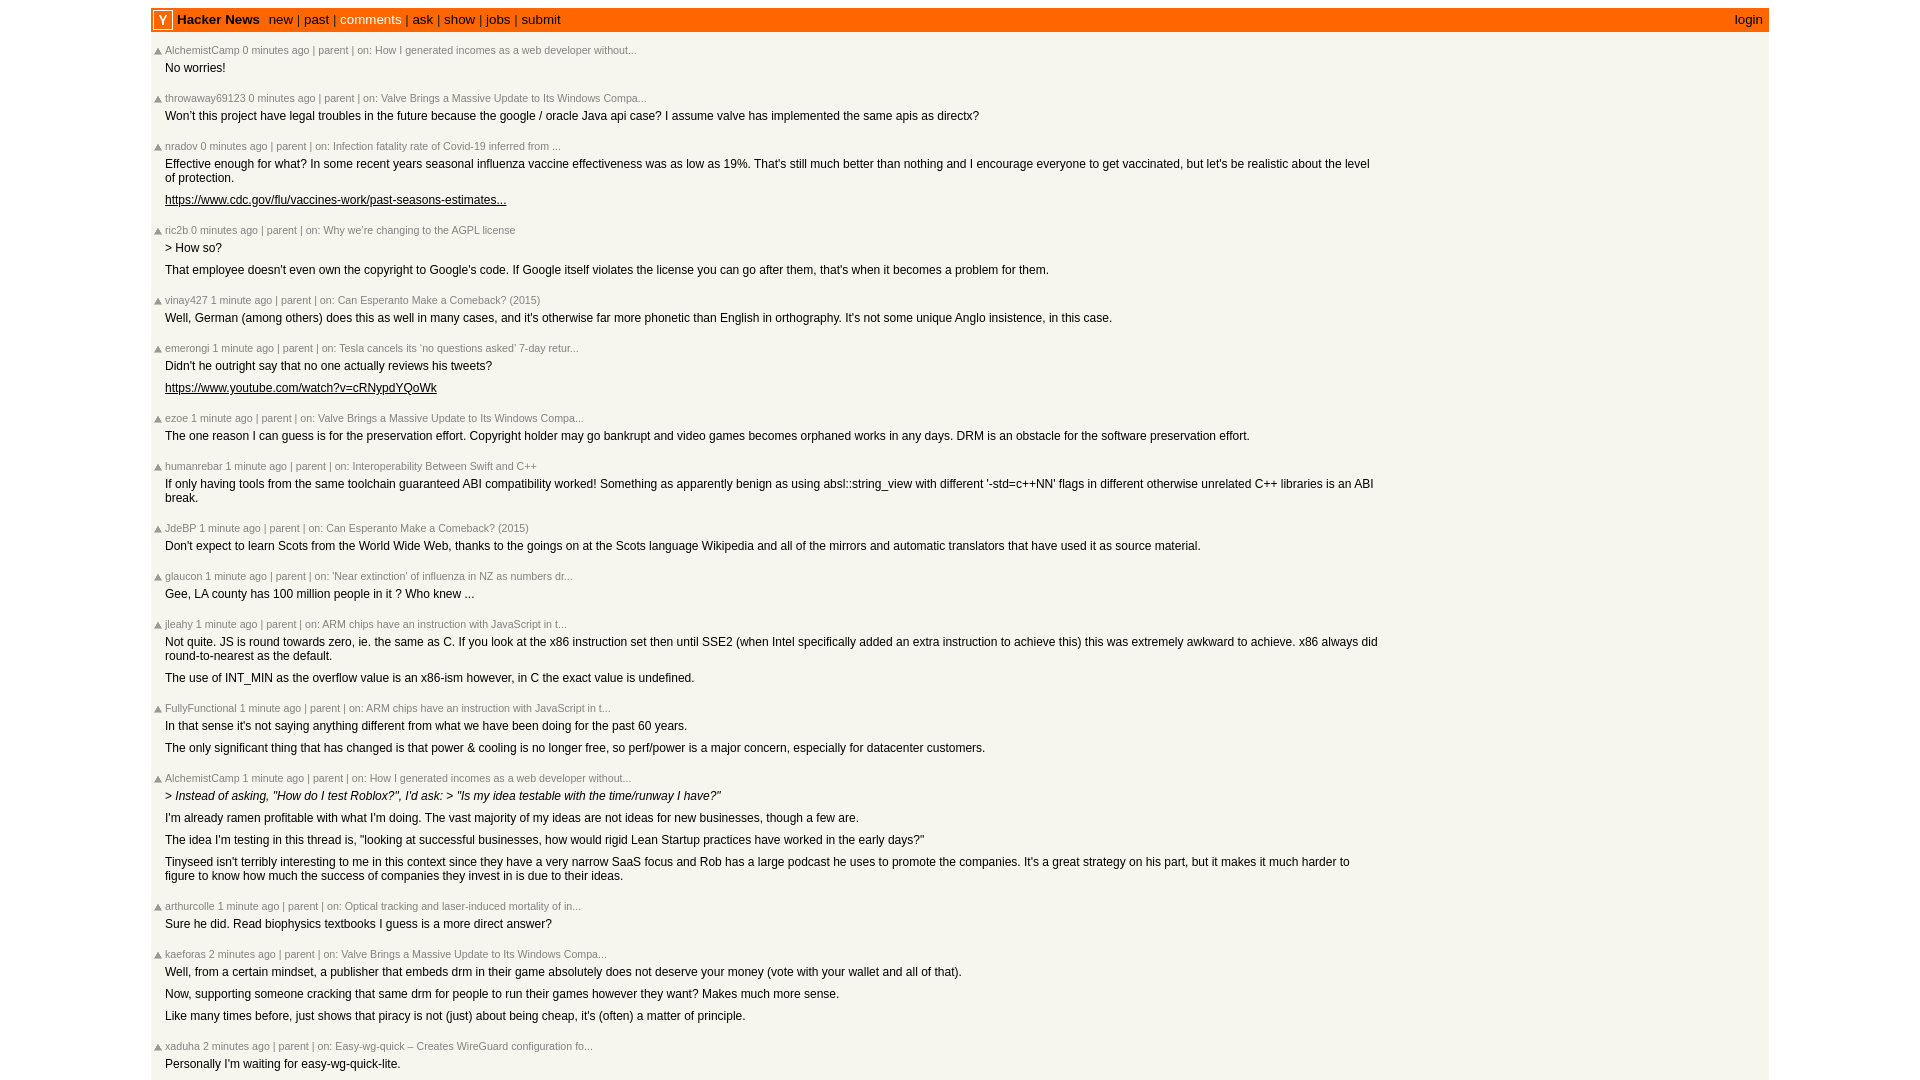 Y Hacker News new | past | comments | ask | show | jobs | submit login
AlchemistCamp 0 minutes ago | parent | on: How I generated incomes as a web developer without...
No worries!
throwaway69123 0 minutes ago | parent | on: Valve Brings a Massive Update to Its Windows Compa...
Won't this project have legal troubles in the future because the google / oracle Java api case? I assume valve has implemented the same apis as directx?
nradov 0 minutes ago | parent | on: Infection fatality rate of Covid-19 inferred from ...
Effective enough for what? In some recent years seasonal influenza vaccine effectiveness was as low as 19%. That's still much better than nothing and I encourage everyone to get vaccinated, but let's be realistic about the level
of protection.
https://www.cdc.gov/flu/vaccines-work/past-seasons-estimates...
ric2b 0 minutes ago | parent | on: Why we're changing to the AGPL license
> How so?
That employee doesn't even own the copyright to Google's code. If Google itself violates the license you can go after them, that's when it becomes a problem for them.
vinay427 1 minute ago | parent | on: Can Esperanto Make a Comeback? (2015)
Well, German (among others) does this as well in many cases, and it's otherwise far more phonetic than English in orthography. It's not some unique Anglo insistence, in this case.
emerongi 1 minute ago | parent | on: Tesla cancels its 'no questions asked' 7-day retur...
Didn't he outright say that no one actually reviews his tweets?
https://www.youtube.com/watch?v=cRNypdYQoWk
ezoe 1 minute ago | parent | on: Valve Brings a Massive Update to Its Windows Compa...
The one reason I can guess is for the preservation effort. Copyright holder may go bankrupt and video games becomes orphaned works in any days. DRM is an obstacle for the software preservation effort.
humanrebar 1 minute ago | parent | on: Interoperability Between Swift and C++
If only having tools from the same toolchain guaranteed ABI compatibility worked! Something as apparently benign as using absl::string_view with different '-std=c++NN' flags in different otherwise unrelated C++ libraries is an ABI
break.
JdeBP 1 minute ago | parent | on: Can Esperanto Make a Comeback? (2015)
Don't expect to learn Scots from the World Wide Web, thanks to the goings on at the Scots language Wikipedia and all of the mirrors and automatic translators that have used it as source material.
glaucon 1 minute ago | parent | on: 'Near extinction' of influenza in NZ as numbers dr...
Gee, LA county has 100 million people in it ? Who knew ...
jleahy 1 minute ago | parent | on: ARM chips have an instruction with JavaScript in t...
Not quite. JS is round towards zero, ie. the same as C. If you look at the x86 instruction set then until SSE2 (when Intel specifically added an extra instruction to achieve this) this was extremely awkward to achieve. x86 always did
round-to-nearest as the default.
The use of INT_MIN as the overflow value is an x86-ism however, in C the exact value is undefined.
FullyFunctional 1 minute ago | parent | on: ARM chips have an instruction with JavaScript in t...
In that sense it's not saying anything different from what we have been doing for the past 60 years.
The only significant thing that has changed is that power & cooling is no longer free, so perf/power is a major concern, especially for datacenter customers.
AlchemistCamp 1 minute ago | parent | on: How I generated incomes as a web developer without...
> Instead of asking, "How do I test Roblox?", I'd ask: > "Is my idea testable with the time/runway I have?"
I'm already ramen profitable with what I'm doing. The vast majority of my ideas are not ideas for new businesses, though a few are.
The idea I'm testing in this thread is, "looking at successful businesses, how would rigid Lean Startup practices have worked in the early days?"
Tinyseed isn't terribly interesting to me in this context since they have a very narrow SaaS focus and Rob has a large podcast he uses to promote the companies. It's a great strategy on his part, but it makes it much harder to
figure to know how much the success of companies they invest in is due to their ideas.
arthurcolle 1 minute ago | parent | on: Optical tracking and laser-induced mortality of in...
Sure he did. Read biophysics textbooks I guess is a more direct answer?
kaeforas 2 minutes ago | parent | on: Valve Brings a Massive Update to Its Windows Compa...
Well, from a certain mindset, a publisher that embeds drm in their game absolutely does not deserve your money (vote with your wallet and all of that).
Now, supporting someone cracking that same drm for people to run their games however they want? Makes much more sense.
Like many times before, just shows that piracy is not (just) about being cheap, it's (often) a matter of principle.
xaduha 2 minutes ago | parent | on: Easy-wg-quick – Creates WireGuard configuration fo...
Personally I'm waiting for easy-wg-quick-lite.